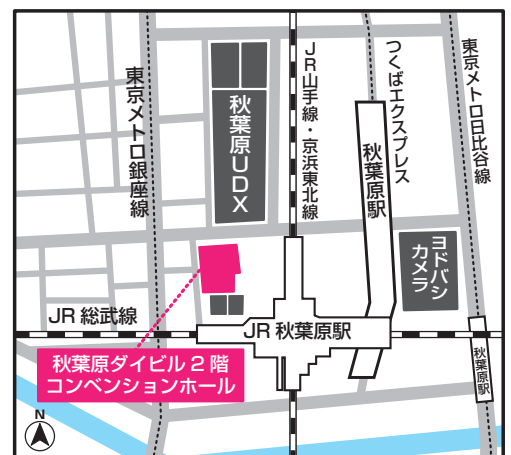 東京メトロ銀座線
秋葉原UDX
JR山手線・京浜東北線
つくばエクスプレス
秋葉原駅
東京メトロ日比谷線
ヨドバシ
カメラ
JR 総武線
JR 秋葉原駅
秋葉原ダイビル 2 階
コンベンションホール
秋葉原駅
N